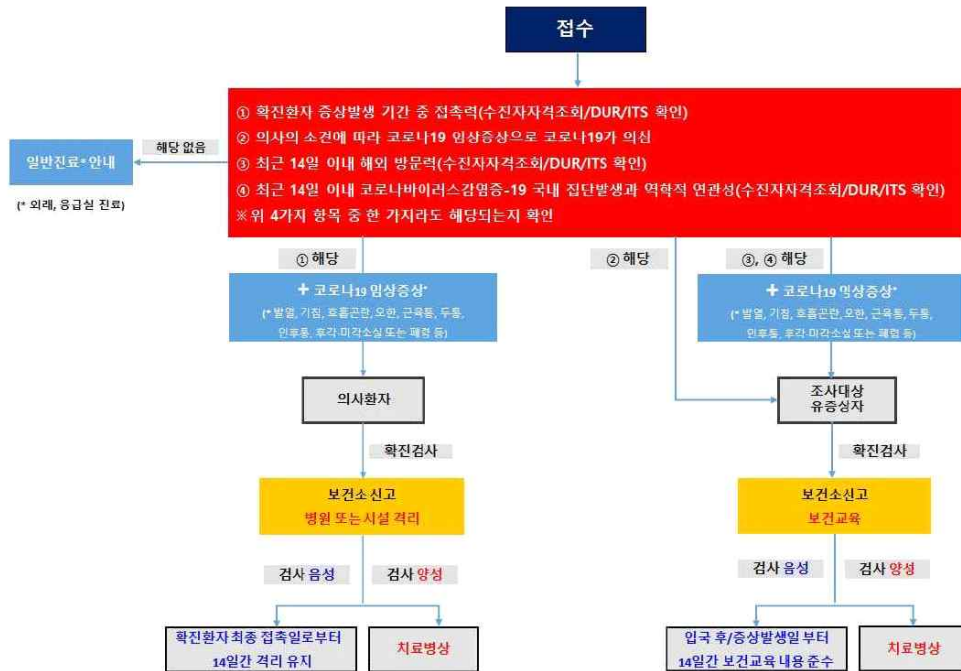 접수
① 확진환자 증상발생 기간 중 접촉력(수진자자격조회/DUR/ITS 확인)
② 의사의 소견에 따라 코로나19 임상증상으로 코로나19가 의심
③ 최근 14일 이내 해외 방문력(수진자자격조회/DUR/ITS 확인)
④ 최근 14일 이내 코로나바이러스감염증-19 국내 집단발생과 역학적 연관성(수진자자격조회/DUR/ITS 확인)
※ 위 4가지 항목 중 한 가지라도 해당되는지 확인
해당 없음
일반진료* 안내
(* 외래, 응급실 진료)
① 해당
② 해당
③, ④ 해당
+ 코로나19 임상증상*
(* 발열, 기침, 호흡곤란, 오한, 근육통, 두통,
인후통, 후각·미각소실 또는 폐렴 등)
+ 코로나19 임상증상*
(* 발열, 기침, 호흡곤란, 오한, 근육통, 두통,
인후통, 후각·미각소실 또는 폐렴 등)
의사환자
조사대상
유증상자
확진검사
확진검사
보건소신고
병원 또는 시설 격리
보건소신고
보건교육
검사 음성
검사 양성
검사 음성
검사 양성
확진환자 최종 접촉일로부터
14일간 격리 유지
치료병상
입국 후/증상발생일 부터
14일간 보건교육 내용 준수
치료병상